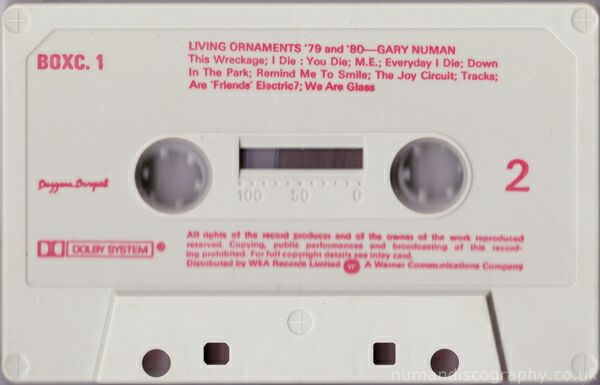 LIVING ORNAMENTS '79 and '80—GARY NUMAN
BOXC. 1
This Wreckage; I Die : You Die; M.E.; Everyday I Die; Down
In The Park; Remind Me To Smile; The Joy Circuit; Tracks;
Are 'Friends' Electric?; We Are Glass
Beggars Banquet
2
100 50 0
All rights of the record producer and of the owner of the work reproduced
reserved. Copying, public performances and broadcasting of this record-
ing prohibited. For full copyright details see inlay card.
DOLBY SYSTEM ®
Distributed by WEA Records Limited W A Warner Communications Company
numandiscography.co.uk